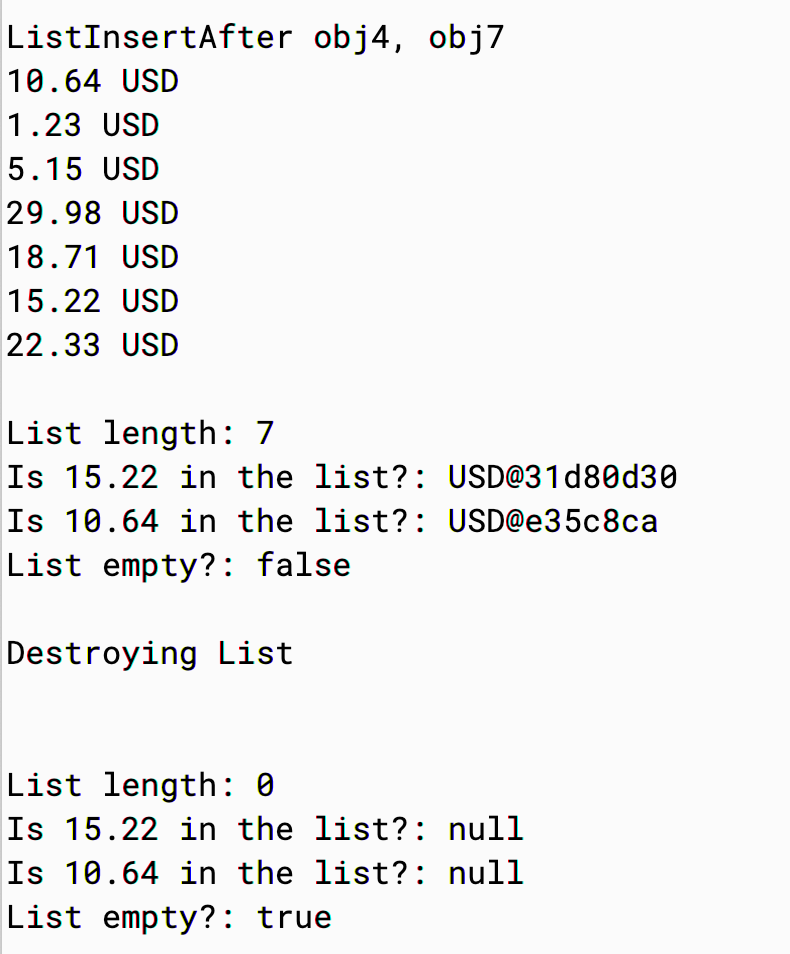 ListInsertAfter obj4, obj7
10.64 USD
1.23 USD
5.15 USD
29.98 USD
18.71 USD
15.22 USD
22.33 USD
List length: 7
Is 15.22 in the list?: USD@31d80d30
Is 10.64 in the list?: USD@e35c8ca
List empty?: false
Destroying List
List length: 0
Is 15.22 in the list?: null
Is 10.64 in the list?: null
List empty?: true